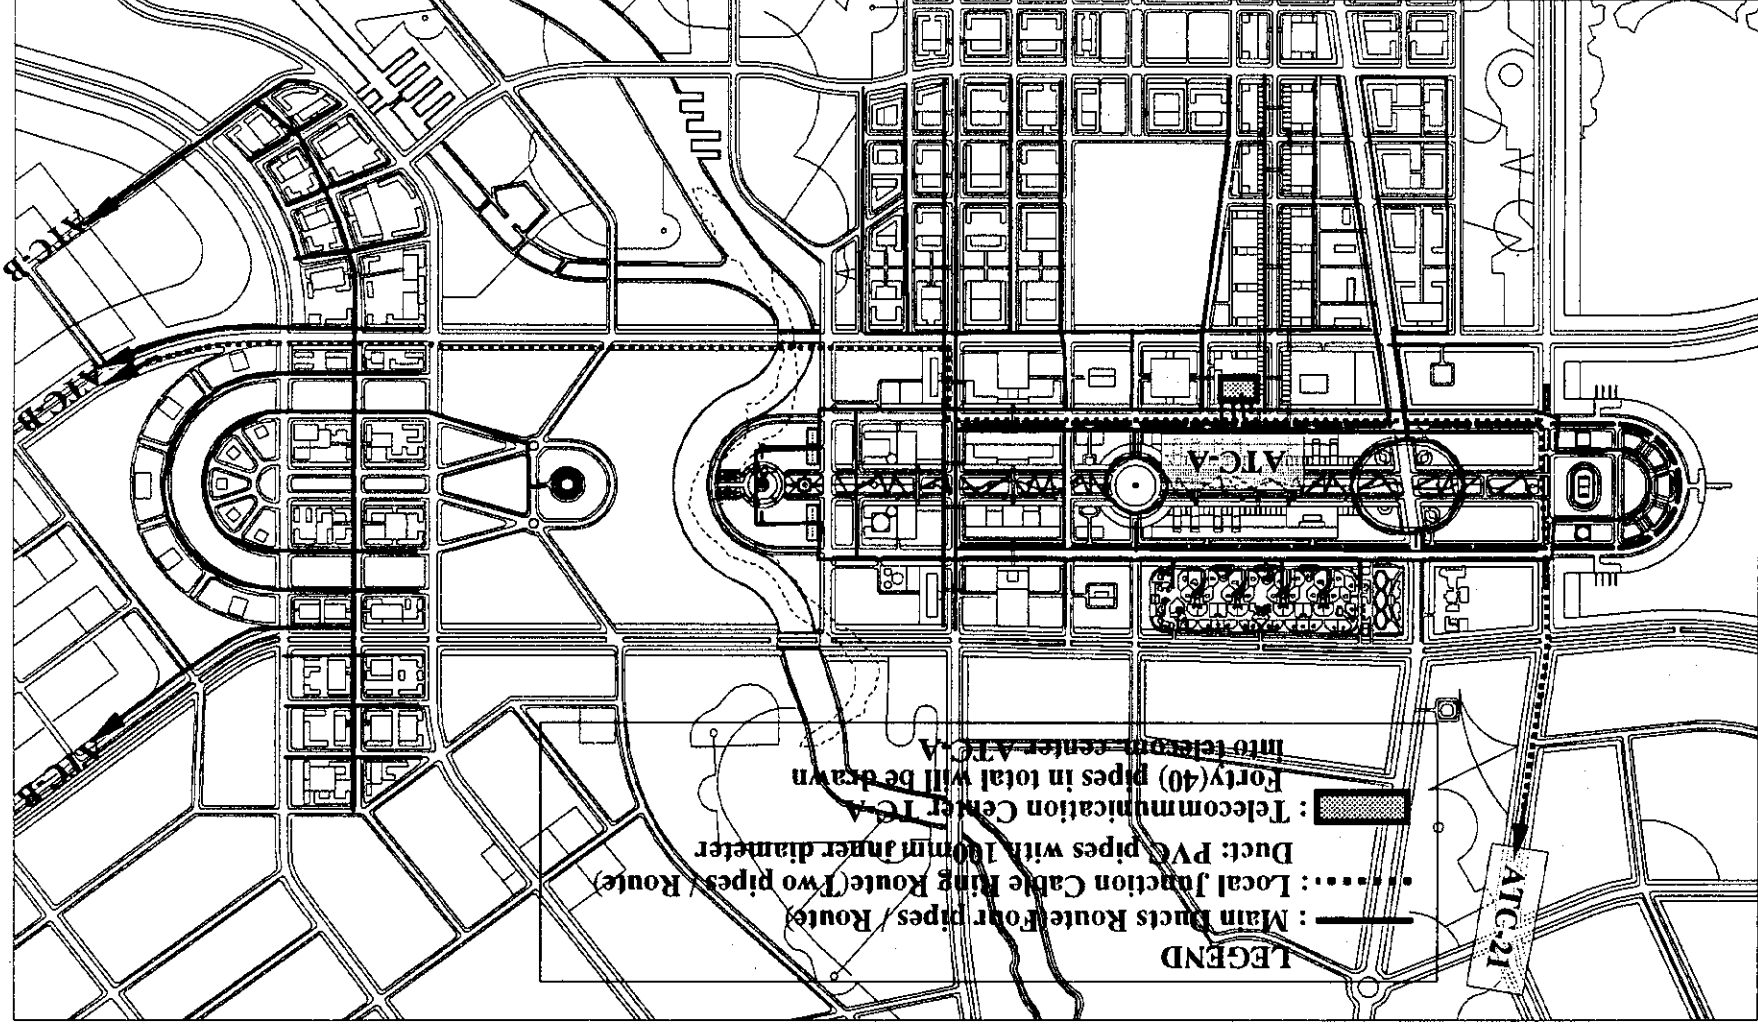 LEGEND
: Main Ducts Route(Four pipes / Route)
: Local Junction Cable Ring Route(Two pipes / Route)
Duct: PVC pipes with 100mm inner diameter
: Telecommunication Center TC-A
Forty(40) pipes in total will be drawn
into telecom. center ATC-A
ATC-21
ATC-B
ATC-A
ATC-B
ATC-B